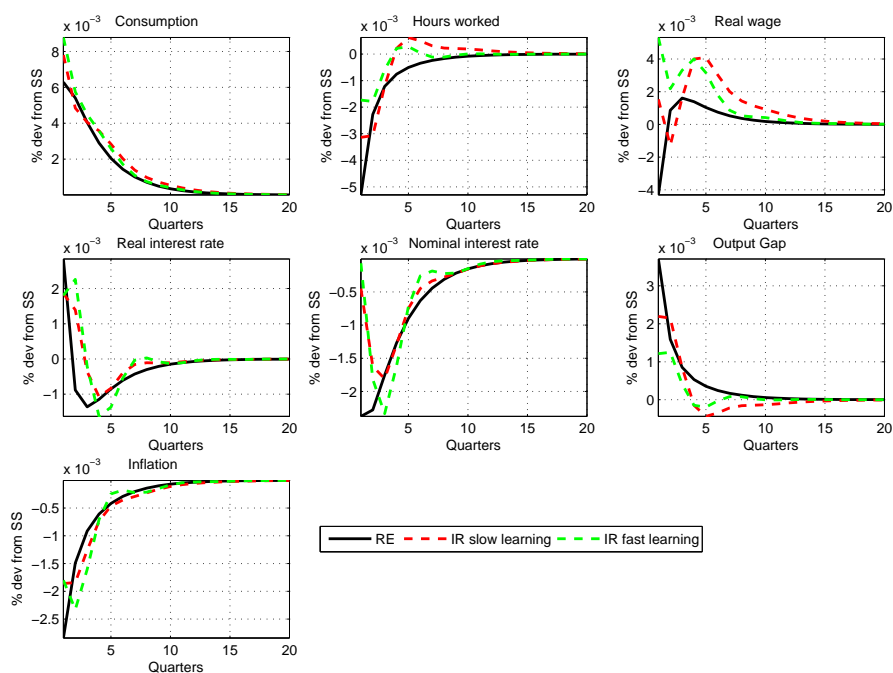 Consumption
x 10⁻³
8
6
4
2
% dev from SS
5 10 15 20
Quarters
Hours worked
x 10⁻³
0
−1
−2
−3
−4
−5
% dev from SS
5 10 15 20
Quarters
Real wage
x 10⁻³
4
2
0
−2
−4
% dev from SS
5 10 15 20
Quarters
Real interest rate
x 10⁻³
2
1
0
−1
% dev from SS
5 10 15 20
Quarters
Nominal interest rate
x 10⁻³
−0.5
−1
−1.5
−2
% dev from SS
5 10 15 20
Quarters
Output Gap
x 10⁻³
3
2
1
0
% dev from SS
5 10 15 20
Quarters
Inflation
x 10⁻³
−0.5
−1
−1.5
−2
−2.5
% dev from SS
5 10 15 20
Quarters
RE IR slow learning IR fast learning